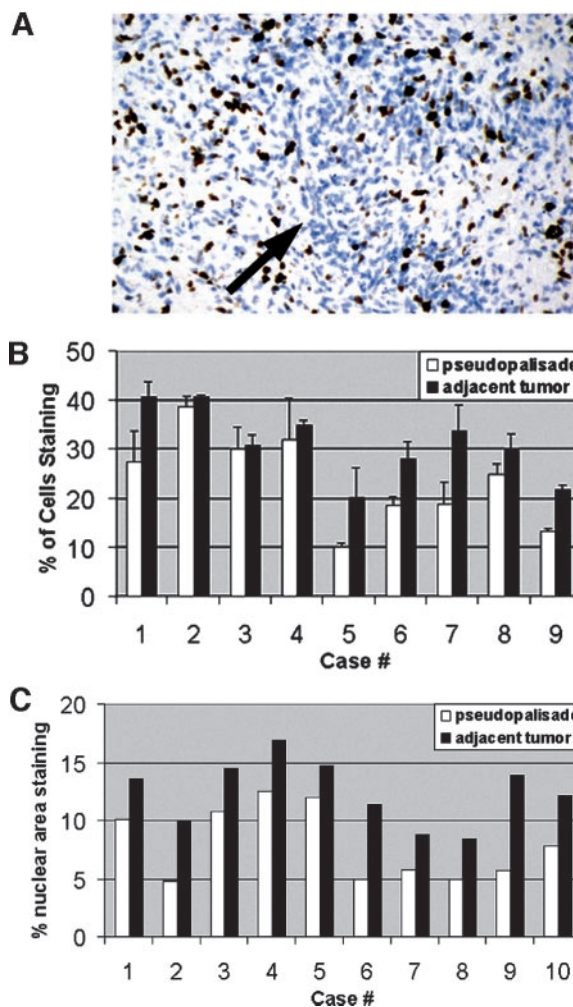 A
B
pseudopalisade
adjacent tumor
50
40
30
20
10
0
% of Cells Staining
1 2 3 4 5 6 7 8 9
Case #
C
pseudopalisade
adjacent tumor
20
15
10
5
0
% nuclear area staining
1 2 3 4 5 6 7 8 9 10
Case #